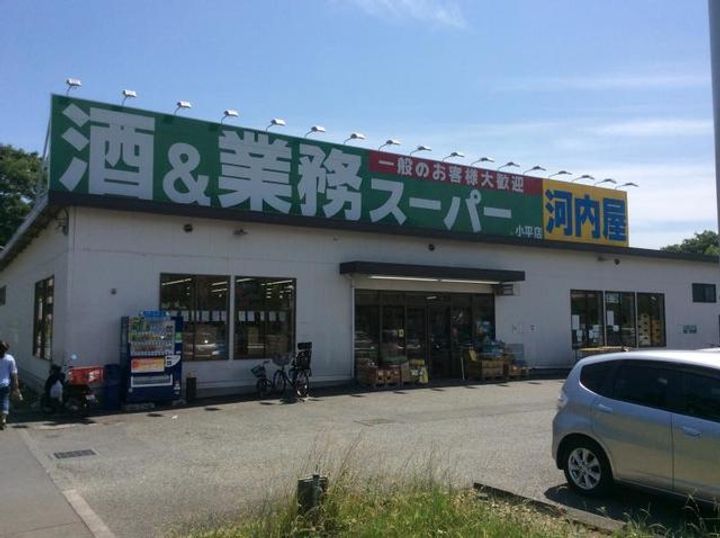 酒&業務スーパー
一般のお客様大歓迎
小平店
河内屋